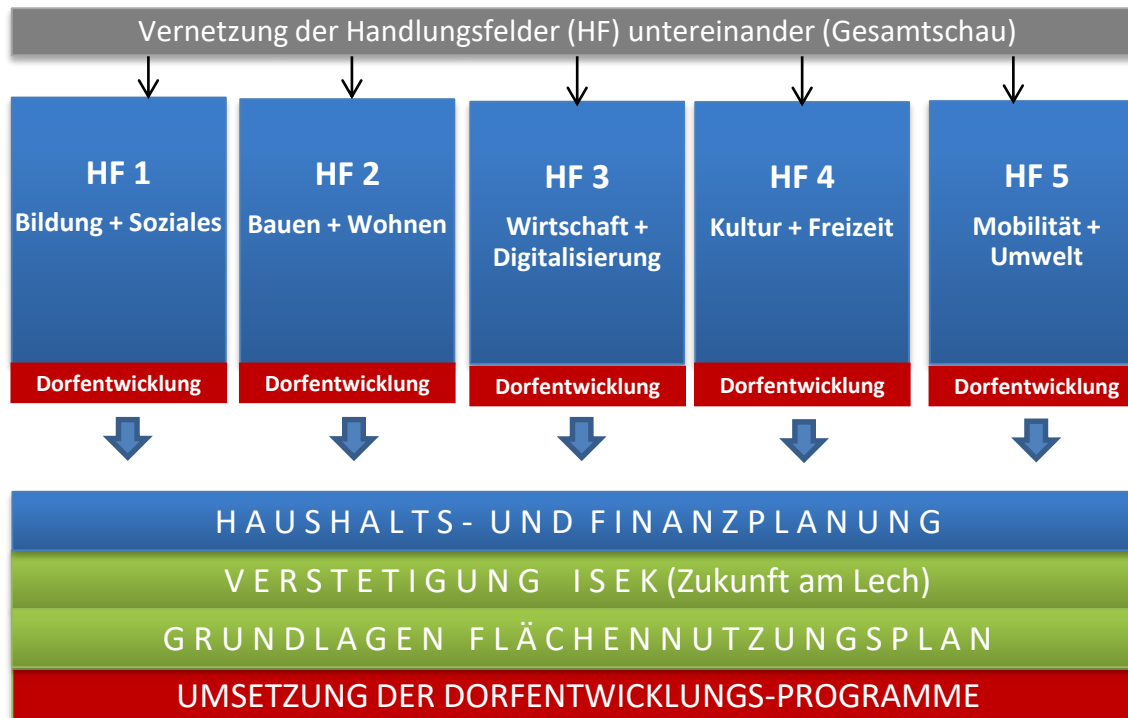 Vernetzung der Handlungsfelder (HF) untereinander (Gesamtschau)
HF 1
Bildung + Soziales
Dorfentwicklung
HF 2
Bauen + Wohnen
Dorfentwicklung
HF 3
Wirtschaft +
Digitalisierung
Dorfentwicklung
HF 4
Kultur + Freizeit
Dorfentwicklung
HF 5
Mobilität +
Umwelt
Dorfentwicklung
HAUSHALTS- UND FINANZPLANUNG
VERSTETIGUNG ISEK (Zukunft am Lech)
GRUNDLAGEN FLÄCHENNUTZUNGSPLAN
UMSETZUNG DER DORFENTWICKLUNGS-PROGRAMME